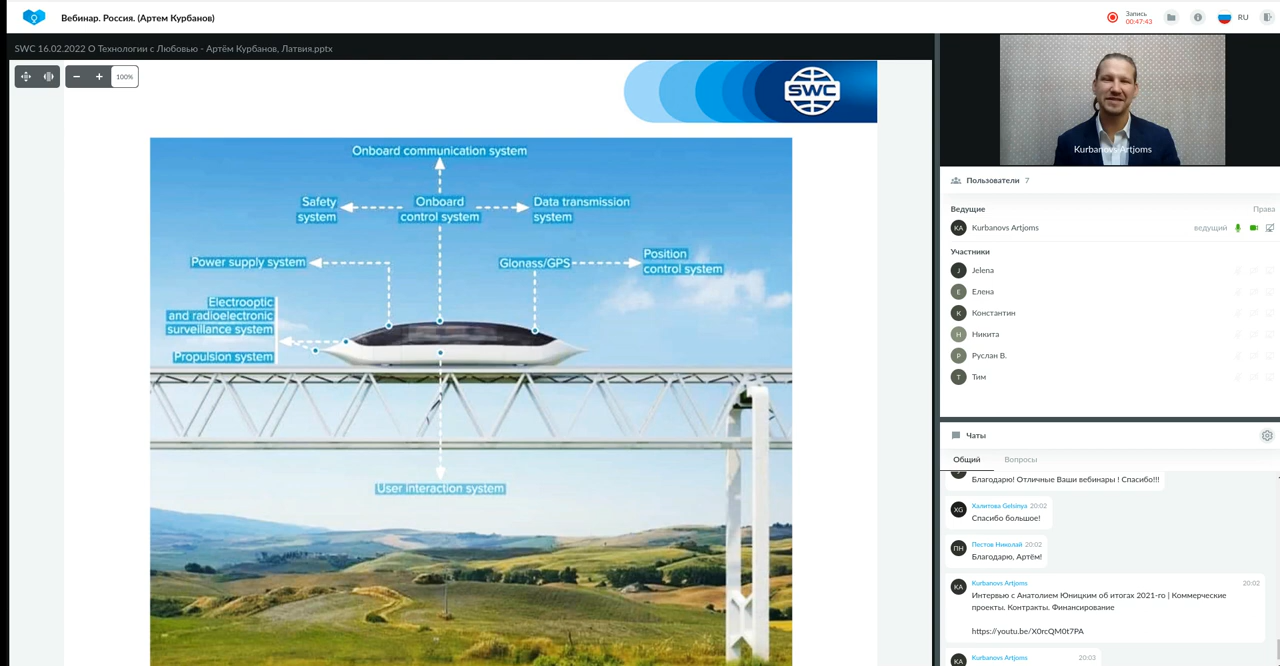 Вебинар. Россия. (Артем Курбанов)
Запись
00:47:43
RU
SWC 16.02.2022 О Технологии с Любовью - Артём Курбанов, Латвия.pptx
100%
SWC
Onboard communication system
Safety
system
Onboard
control system
Data transmission
system
Power supply system
Glonass/GPS
Position
control system
Electrooptic
and radioelectronic
surveillance system
Propulsion system
User interaction system
Kurbanovs Artjoms
Пользователи 7
Ведущие
Права
KA
Kurbanovs Artjoms
ведущий
Участники
J
Jelena
Е
Елена
К
Константин
Н
Никита
Р
Руслан В.
Т
Тим
Чаты
Общий
Вопросы
Благодарю! Отличные Ваши вебинары ! Спасибо!!!
XG
Халитова Gelsinya 20:02
Спасибо большое!
ПН
Пестов Николай 20:02
Благодарю, Артём!
KA
Kurbanovs Artjoms 20:02
Интервью с Анатолием Юницким об итогах 2021-го | Коммерческие
проекты. Контракты. Финансирование
https://youtu.be/X0rcQM0t7PA
KA
Kurbanovs Artjoms 20:03